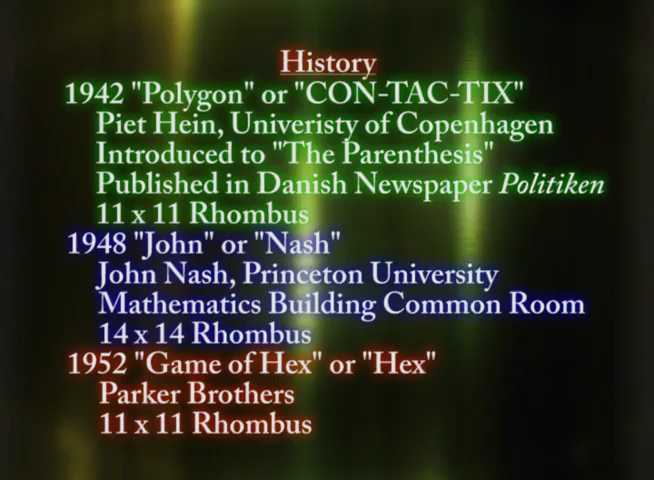 History
1942 "Polygon" or "CON-TAC-TIX"
Piet Hein, Univeristy of Copenhagen
Introduced to "The Parenthesis"
Published in Danish Newspaper Politiken
11 x 11 Rhombus
1948 "John" or "Nash"
John Nash, Princeton University
Mathematics Building Common Room
14 x 14 Rhombus
1952 "Game of Hex" or "Hex"
Parker Brothers
11 x 11 Rhombus